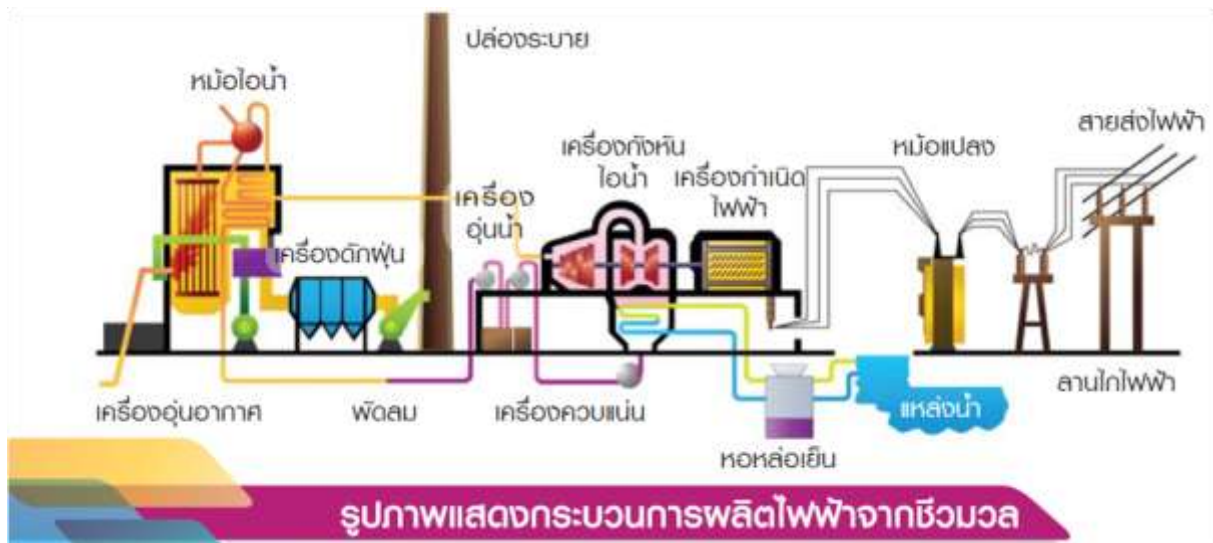 ปล่องระบาย
หม้อไอน้ำ
สายส่งไฟฟ้า
เครื่องกังหัน
ไอน้ำ
หม้อแปลง
เครื่องกำเนิด
ไฟฟ้า
เครื่อง
อุ่นน้ำ
เครื่องดักฝุ่น
ลานไกไฟฟ้า
เครื่องอุ่นอากาศ
พัดลม
เครื่องควบแน่น
แหล่งน้ำ
หอหล่อเย็น
รูปภาพแสดงกระบวนการผลิตไฟฟ้าจากชีวมวล